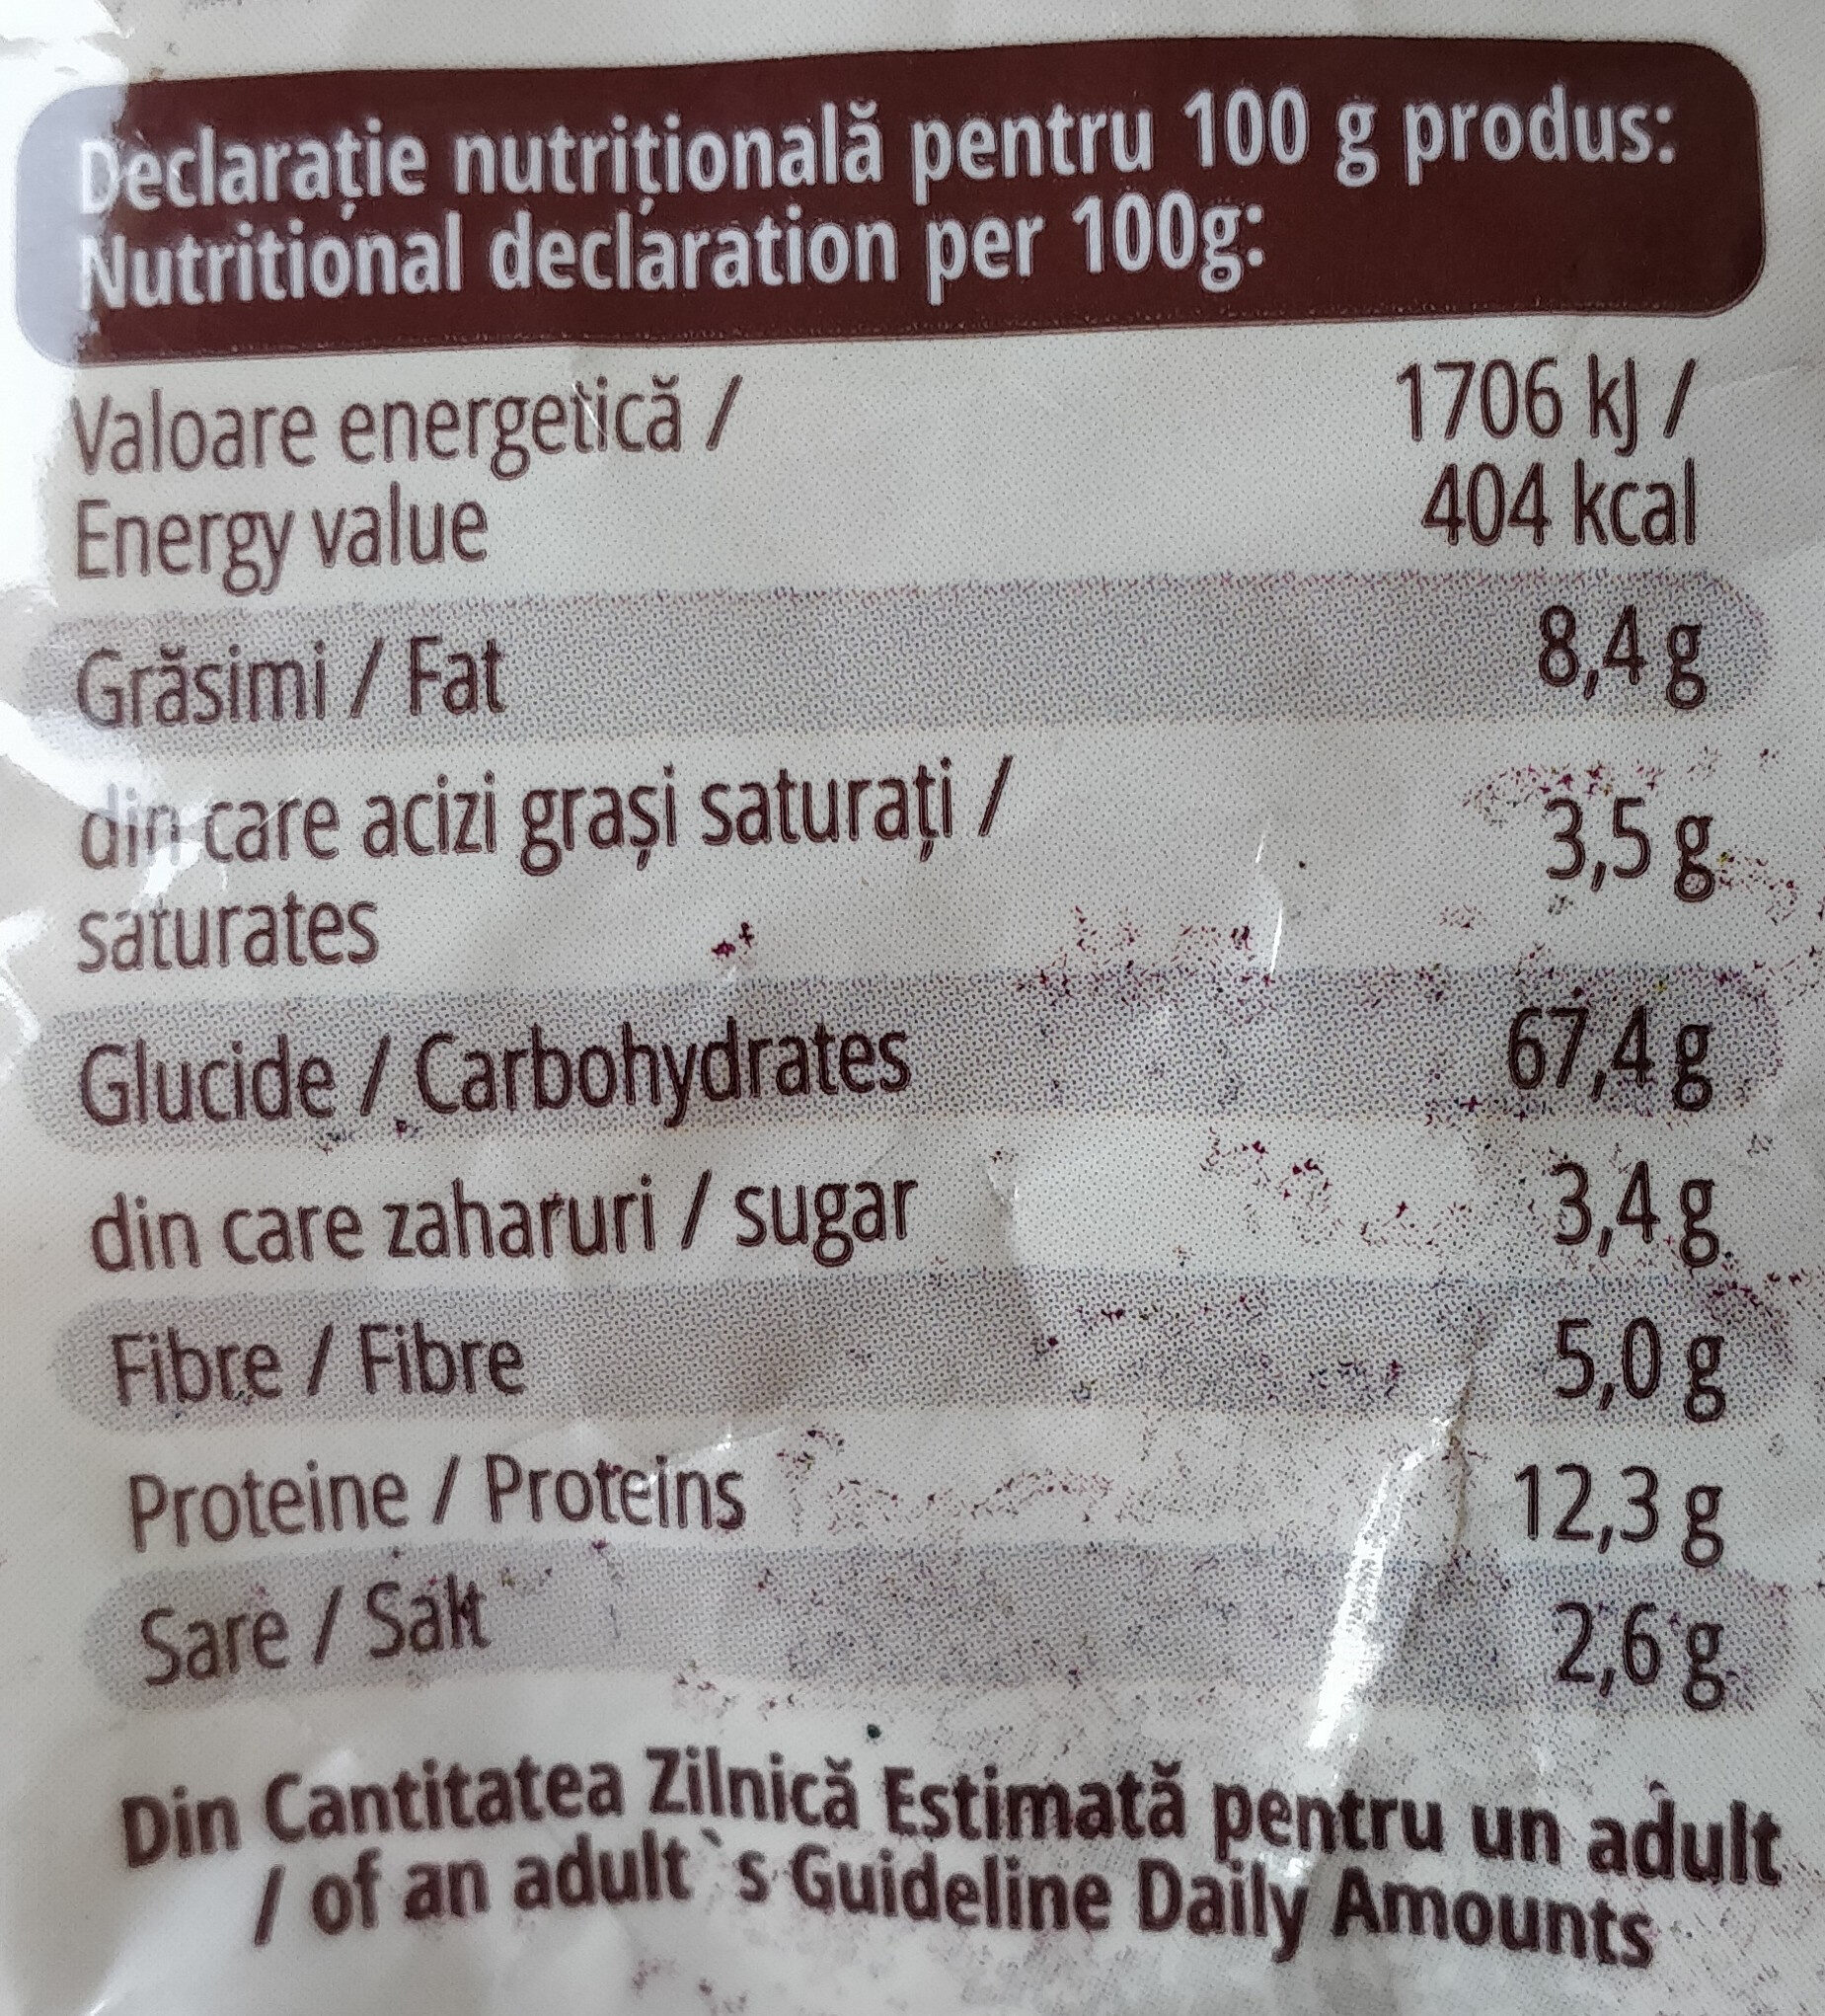 Declarație nutrițională pentru 100 g produs:
Nutritional declaration per 100g:
Valoare energetică / 1706 kJ /
Energy value 404 kcal
Grăsimi / Fat 8,4 g
din care acizi grași saturați / 3,5 g
saturates
Glucide / Carbohydrates 67,4 g
din care zaharuri / sugar 3,4 g
Fibre / Fibre 5,0 g
Proteine / Proteins 12,3 g
Sare / Salt 2,6 g
Din Cantitatea Zilnică Estimată pentru un adult
/ of an adult`s Guideline Daily Amounts